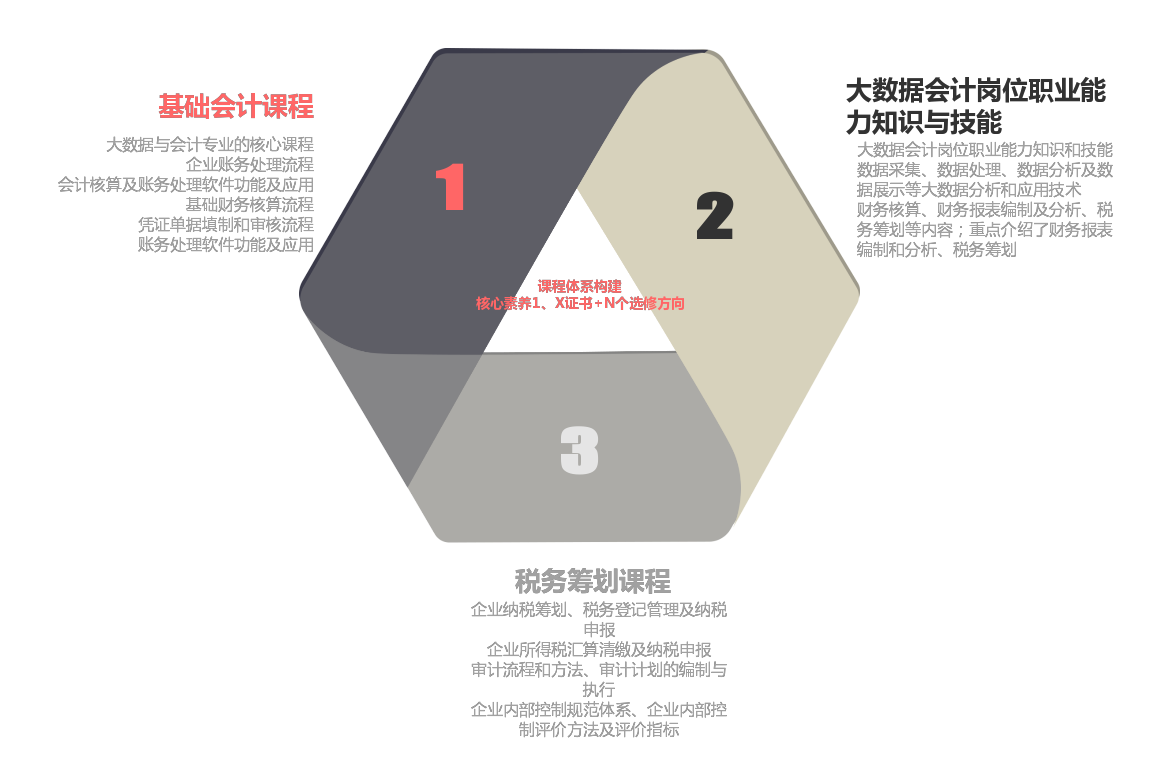 基础会计课程
大数据与会计专业的核心课程
企业账务处理流程
会计核算及账务处理软件功能及应用
基础财务核算流程
凭证单据填制和审核流程
账务处理软件功能及应用
1
大数据会计岗位职业能
力知识与技能
大数据会计岗位职业能力知识和技能
数据采集、数据处理、数据分析及数
据展示等大数据分析和应用技术
财务核算、财务报表编制及分析、税
务筹划等内容；重点介绍了财务报表
编制和分析、税务筹划
2
课程体系构建
核心素养1、X证书+N个选修方向
3
税务筹划课程
企业纳税筹划、税务登记管理及纳税
申报
企业所得税汇算清缴及纳税申报
审计流程和方法、审计计划的编制与
执行
企业内部控制规范体系、企业内部控
制评价方法及评价指标